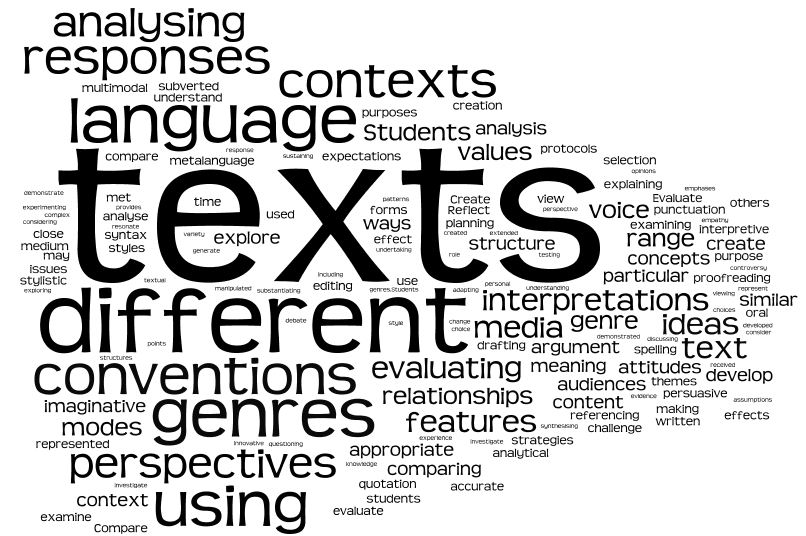 analysing
responses
contexts
multimodal subverted
understand
creation
language
purposes
Students analysis
response
compare
metalanguage
sustaining
expectations
values
protocols
selection
opinions
texts
explaining
emphases
demonstrate
met
provides
time
patterns
Create
view
Evaluate
others
experimenting
complex
analyse
used
forms
Reflect
perspective
voice
punctuation
considering
resonate
ways
planning
empathy
close
syntax
variety
explore
effect
created
extended
examining
interpretive
medium
styles
generate
undertaking
structure
range
create
may
role
testing
concepts
purpose
issues
including
personal
understanding
controversy
stylistic
textual
manipulated
substantiating
editing
genres.Students
use
adapting
particular
proofreading
exploring
represent
different
interpretations
viewing
similar
choices
oral
debate
style
change
choice
media
genre
ideas
developed
consider
points
drafting
argument
demonstrated
discussing
spelling
text
structures
conventions
evaluating
meaning
attitudes
received
develop
audiences
themes
imaginative
genres
relationships
content
evidence
persuasive
assumptions
modes
features
referencing
making
effects
synthesising
challenge
written
represented
Innovative
questioning
experience
investigate
strategies
perspectives
appropriate
analytical
knowledge
comparing
investigate
quotation
accurate
context
using
students
examine
evaluate
Compare